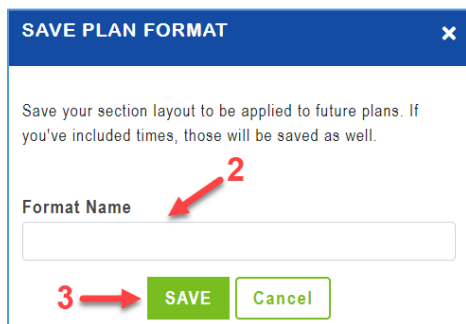 SAVE PLAN FORMAT ×
Save your section layout to be applied to future plans. If
you've included times, those will be saved as well.
2
Format Name
3 SAVE Cancel